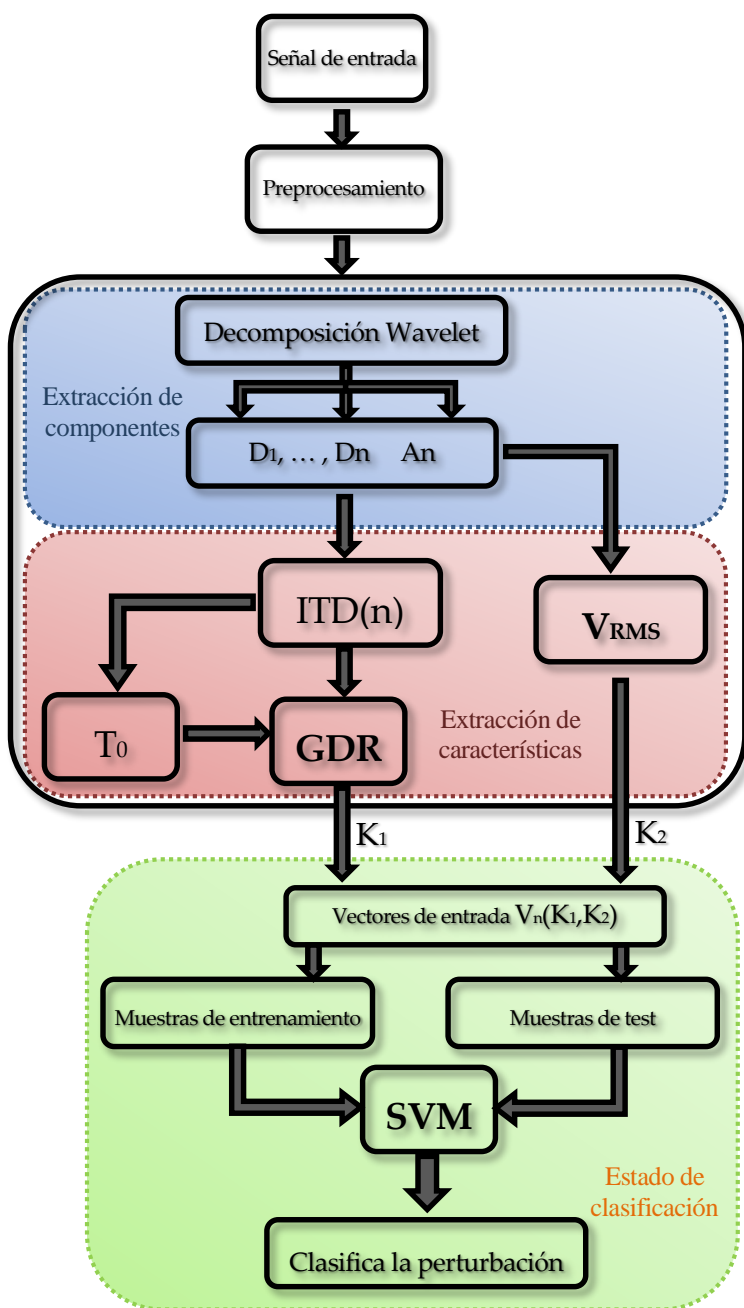 Señal de entrada
Preprocesamiento
Decomposición Wavelet
Extracción de
componentes
D1, … , Dn An
ITD(n)
VRMS
T0
GDR
Extracción de
características
K1
K2
Vectores de entrada Vn(K1,K2)
Muestras de entrenamiento
Muestras de test
SVM
Estado de
clasificación
Clasifica la perturbación